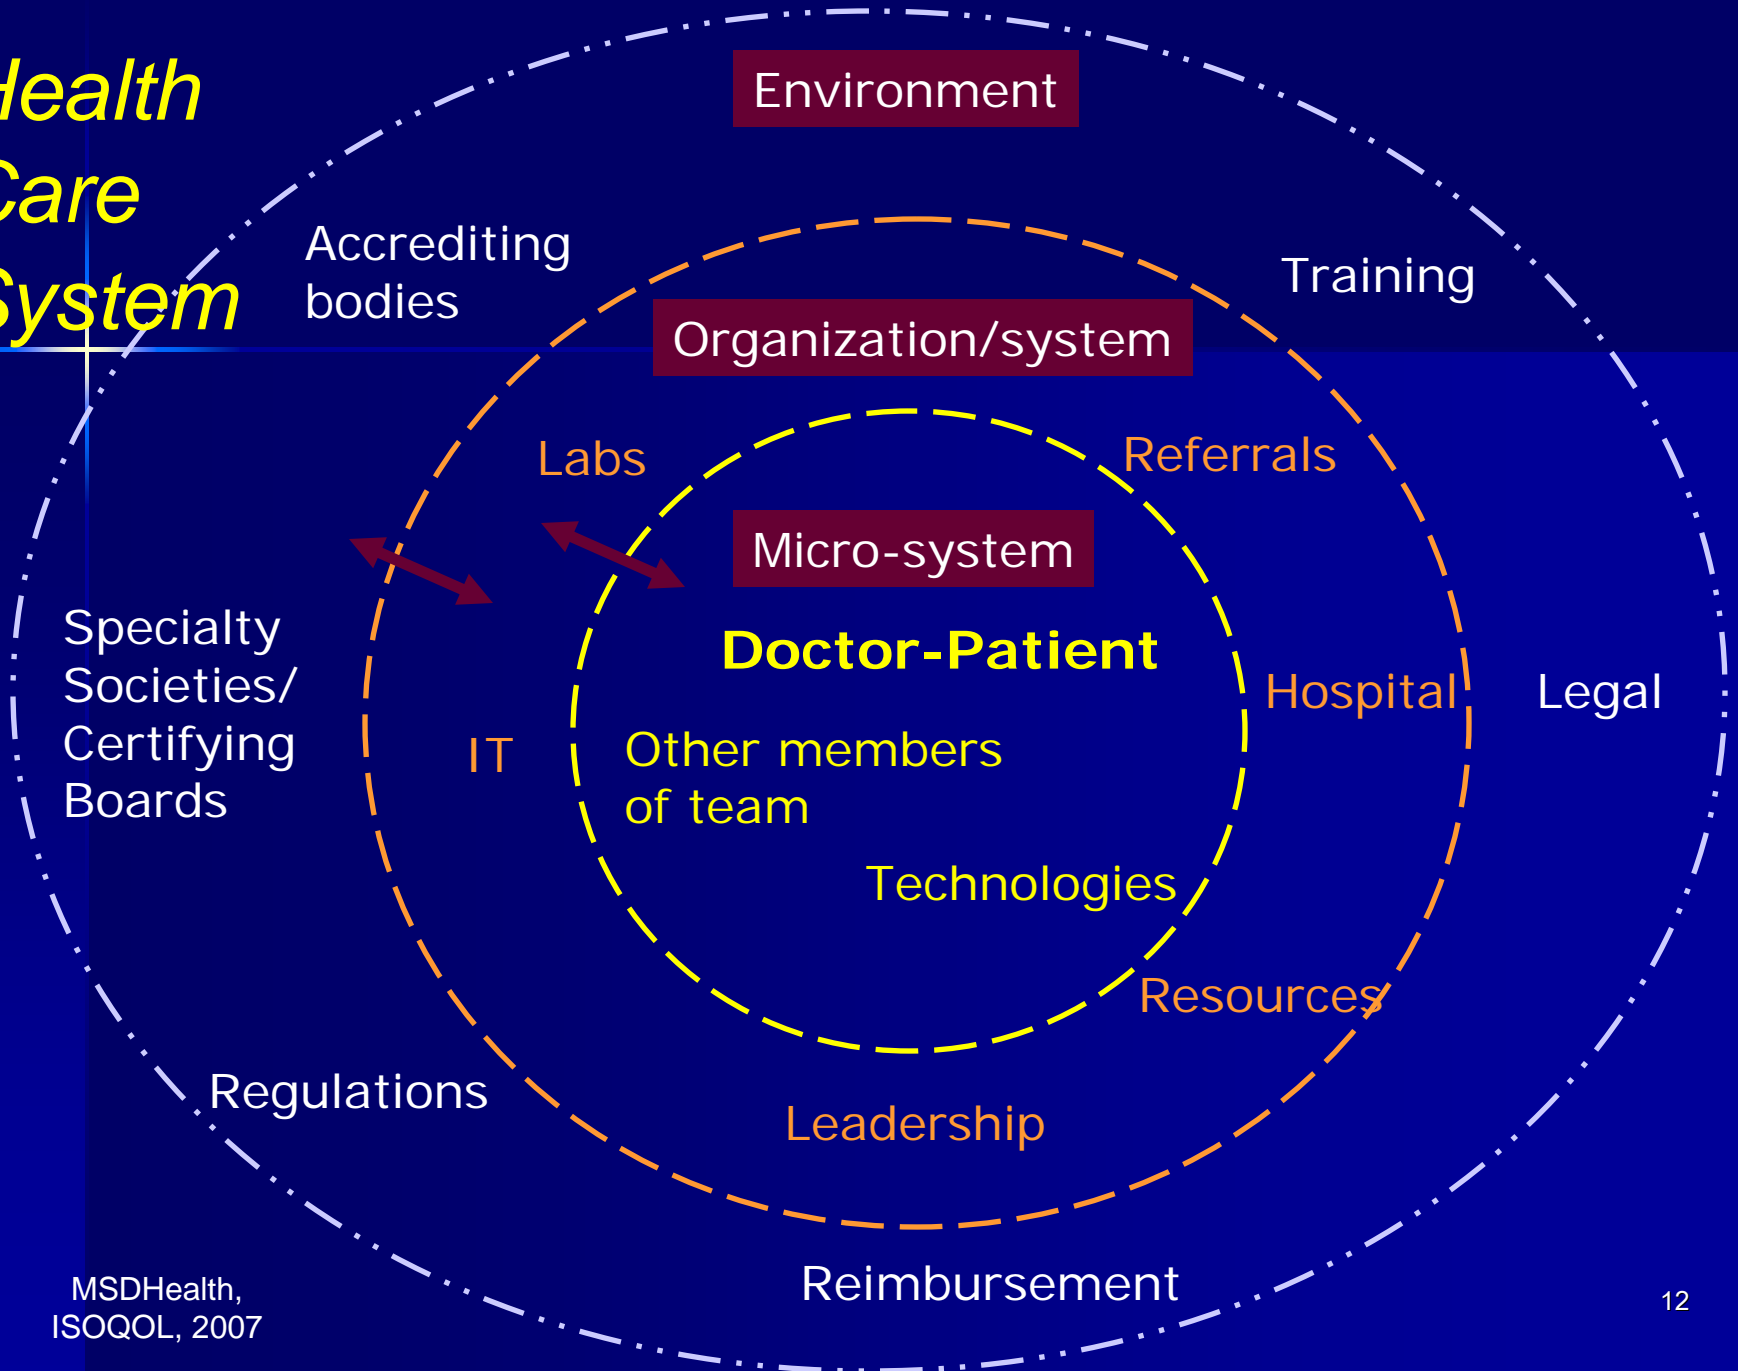 Health
Care
System
Environment
Accrediting
bodies
Training
Organization/system
Labs
Referrals
Micro-system
Doctor-Patient
Specialty
Societies/
Certifying
Boards
IT
Other members
of team
Hospital
Legal
Technologies
Resources
Regulations
Leadership
Reimbursement
MSDHealth,
ISOQOL, 2007
12